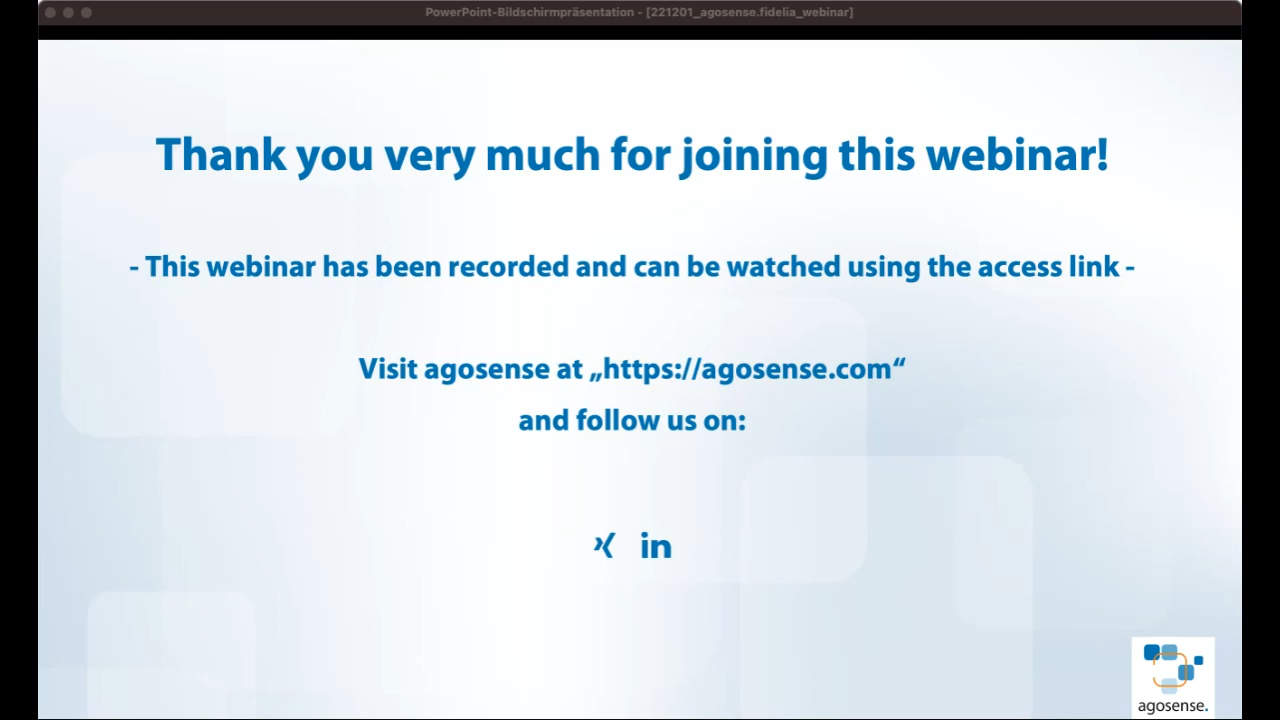 PowerPoint-Bildschirmpräsentation - [221201_agosense.fidelia_webinar]
Thank you very much for joining this webinar!
- This webinar has been recorded and can be watched using the access link -
Visit agosense at „https://agosense.com“
and follow us on:
in
agosense.